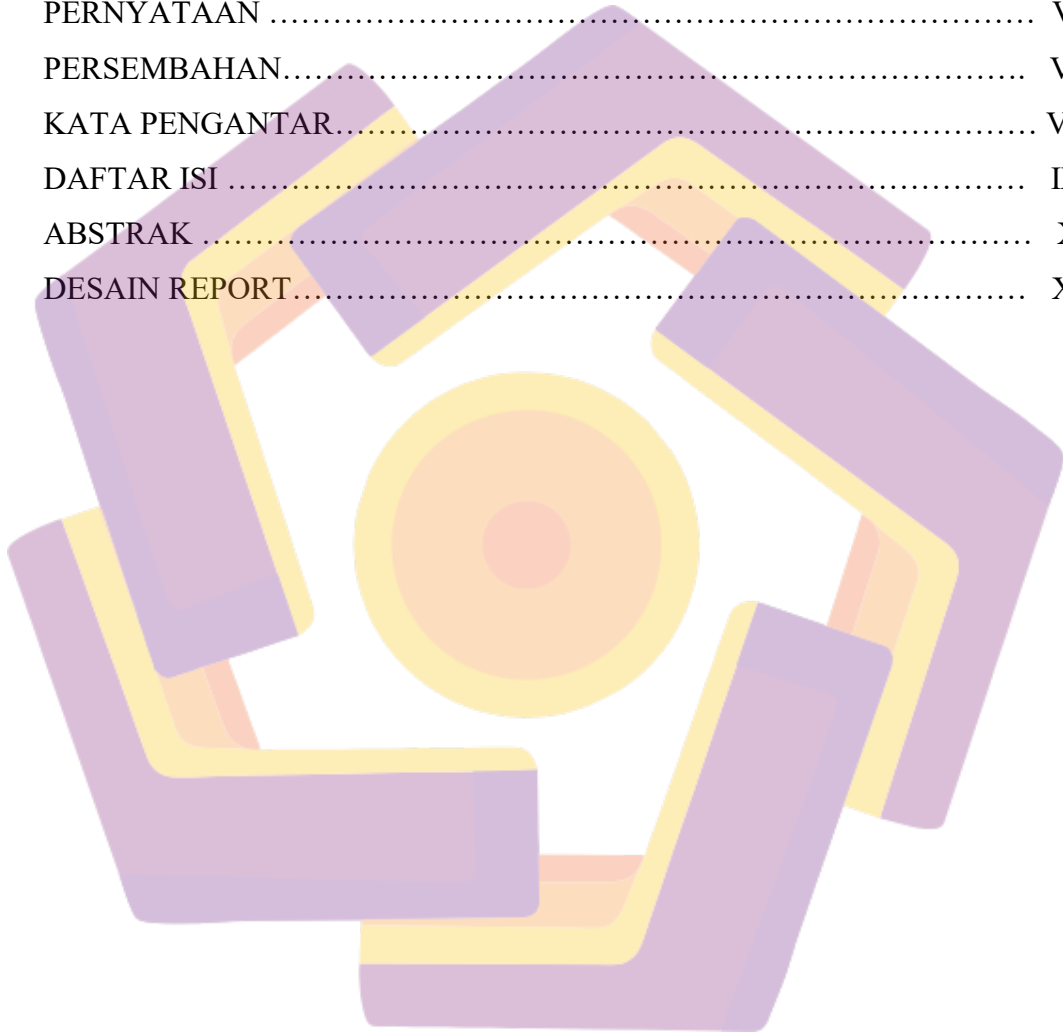 PERNYATAAN ……………………………………………………………………………
PERSEMBAHAN…………………………………………………………………………
KATA PENGANTAR……………………………………………………………………
DAFTAR ISI ………………………………………………………………………………
ABSTRAK …………………………………………………………………………………
DESAIN REPORT…………………………………………………………………………